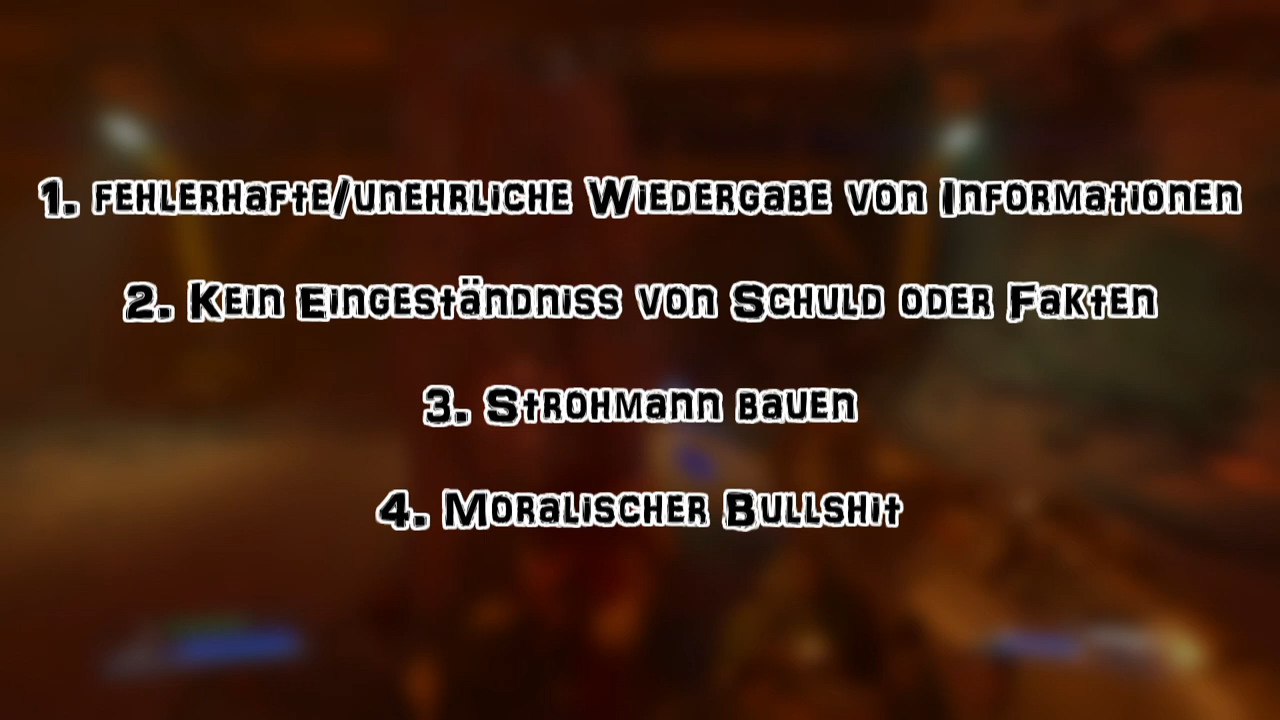 1. fehlerhafte/unehrliche Wiedergabe von Informationen
2. Kein Eingeständniss von Schuld oder Fakten
3. Strohmann bauen
4. Moralischer Bullshit